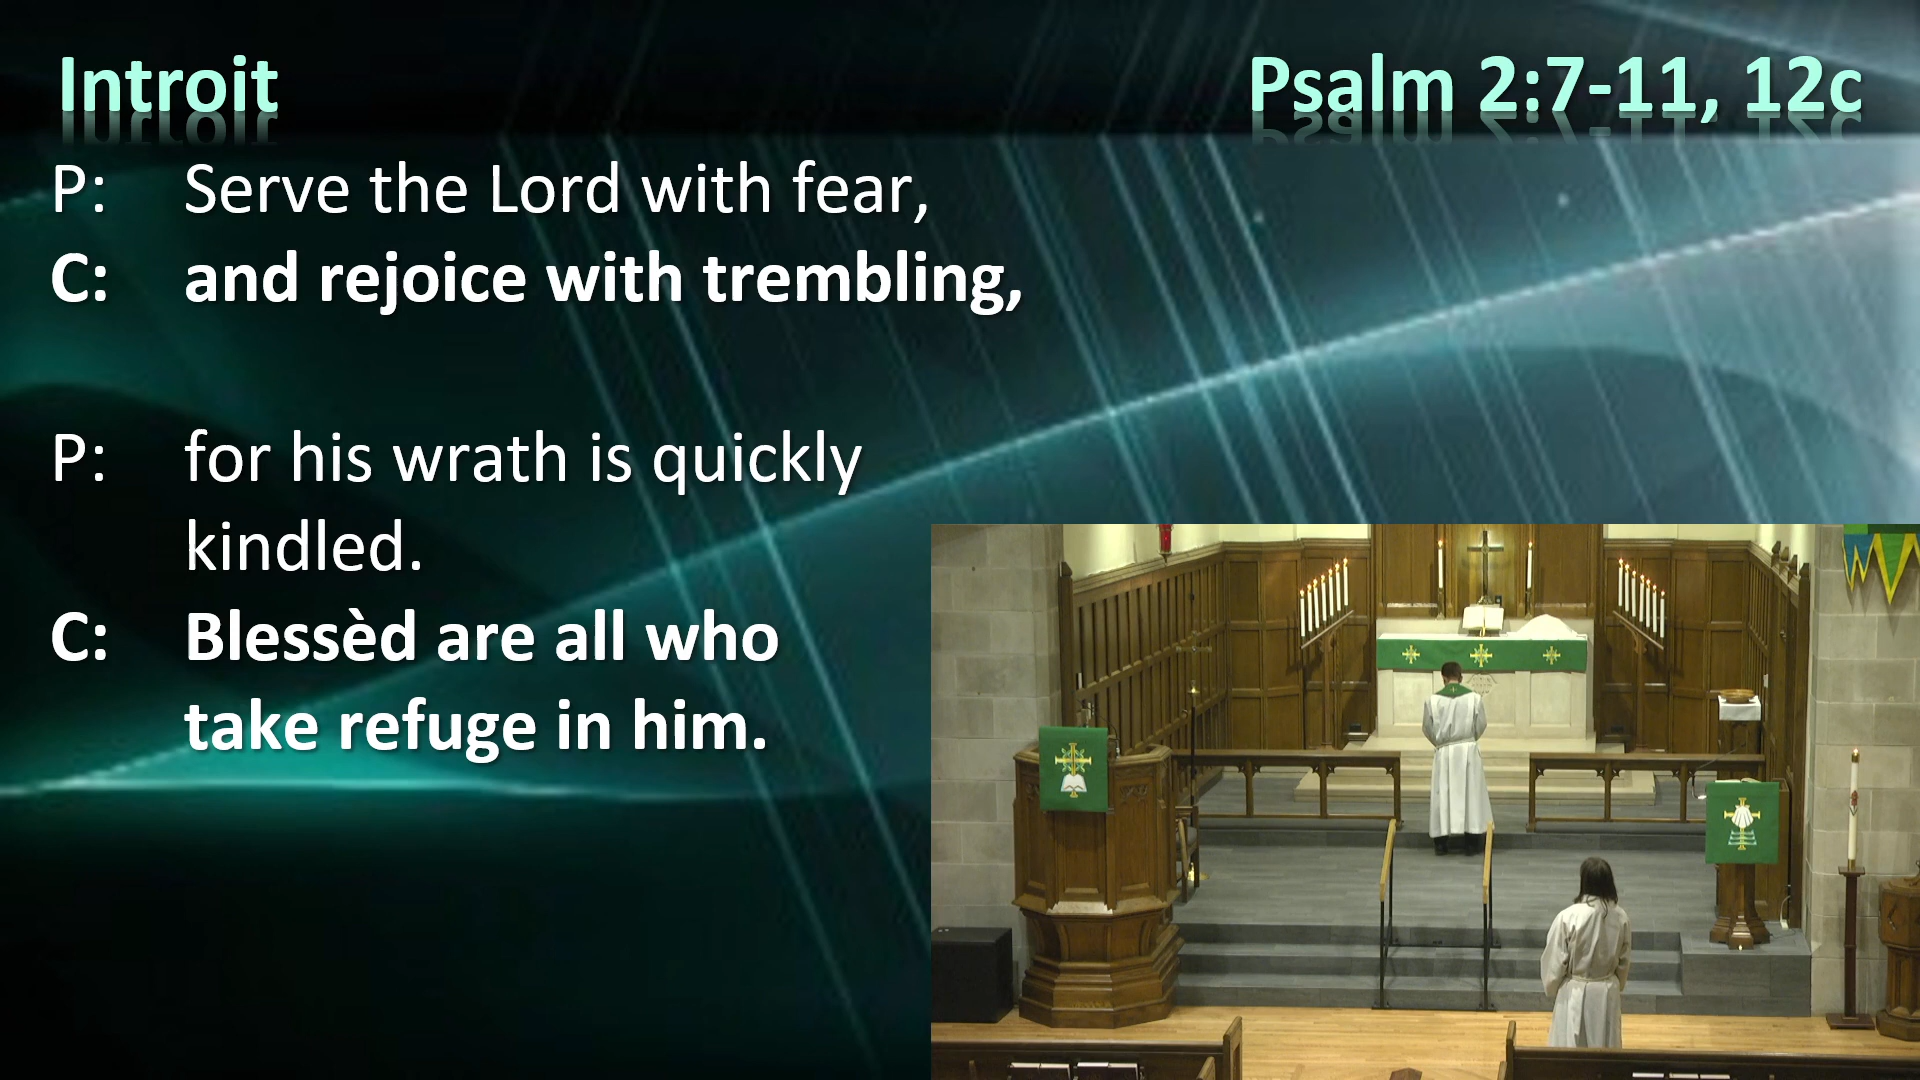 Introit
Psalm 2:7-11, 12c
P: Serve the Lord with fear,
C: and rejoice with trembling,
P: for his wrath is quickly
kindled.
C: Blessèd are all who
take refuge in him.